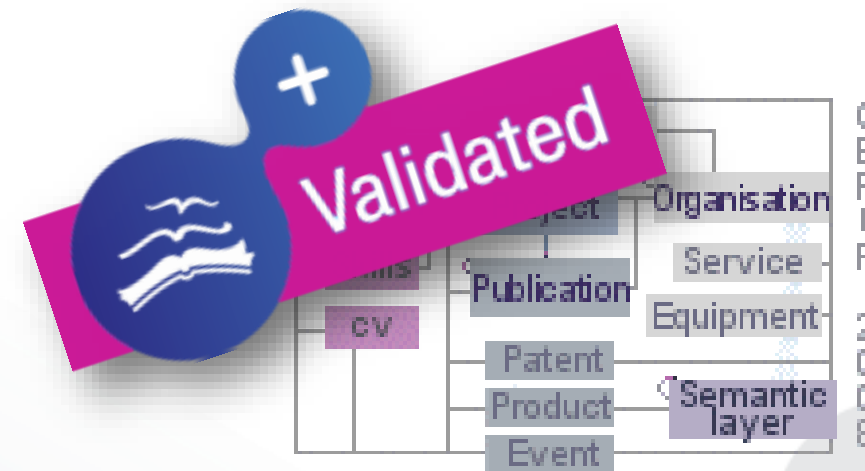 +
Validated
Organisation
Service
Publication
Equipment
CV
Patent
Product
Semantic
layer
Event